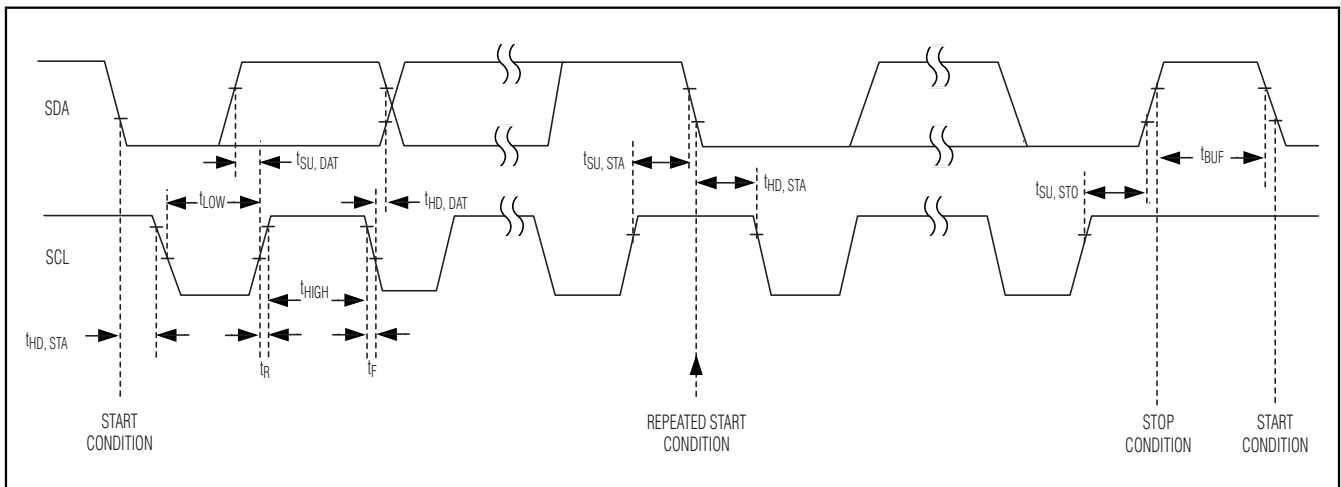 SDA
tSU, DAT
tLOW
tHD, DAT
tSU, STA
tHD, STA
tBUF
tSU, STO
SCL
tHIGH
tHD, STA
tR
tF
START
CONDITION
REPEATED START
CONDITION
STOP
CONDITION
START
CONDITION